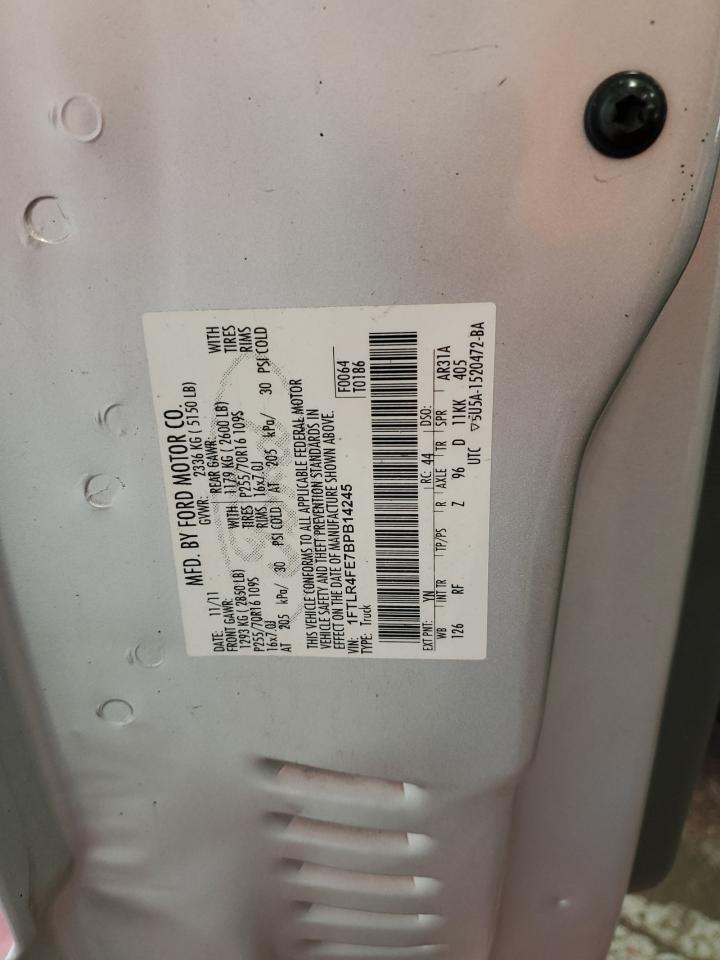 MFD. BY FORD MOTOR CO.
DATE: 11/11 GVWR: 2336 KG ( 5150 LB)
FRONT GAWR: REAR GAWR: WITH
1293 KG ( 2850 LB) WITH: 1179 KG ( 2600 LB) TIRES
P255/70R16 109S TIRES P255/70R16 109S RIMS
16x7.0J RIMS 16x7.0J
AT 205 kPa/ 30 PSI COLD AT 205 kPa/ 30 PSI COLD
THIS VEHICLE CONFORMS TO ALL APPLICABLE FEDERAL MOTOR
VEHICLE SAFETY AND THEFT PREVENTION STANDARDS IN
EFFECT ON THE DATE OF MANUFACTURE SHOWN ABOVE.
VIN: 1FTLR4FE7BPB14245 F0064
TYPE: Truck T0186
EXT PNT: YN RC: 44 DSO:
WB INT TR TP/PS R AXLE TR SPR AR31A
126 RF Z 96 D 11KK 405
UTC ▽5U5A-1520472-BA